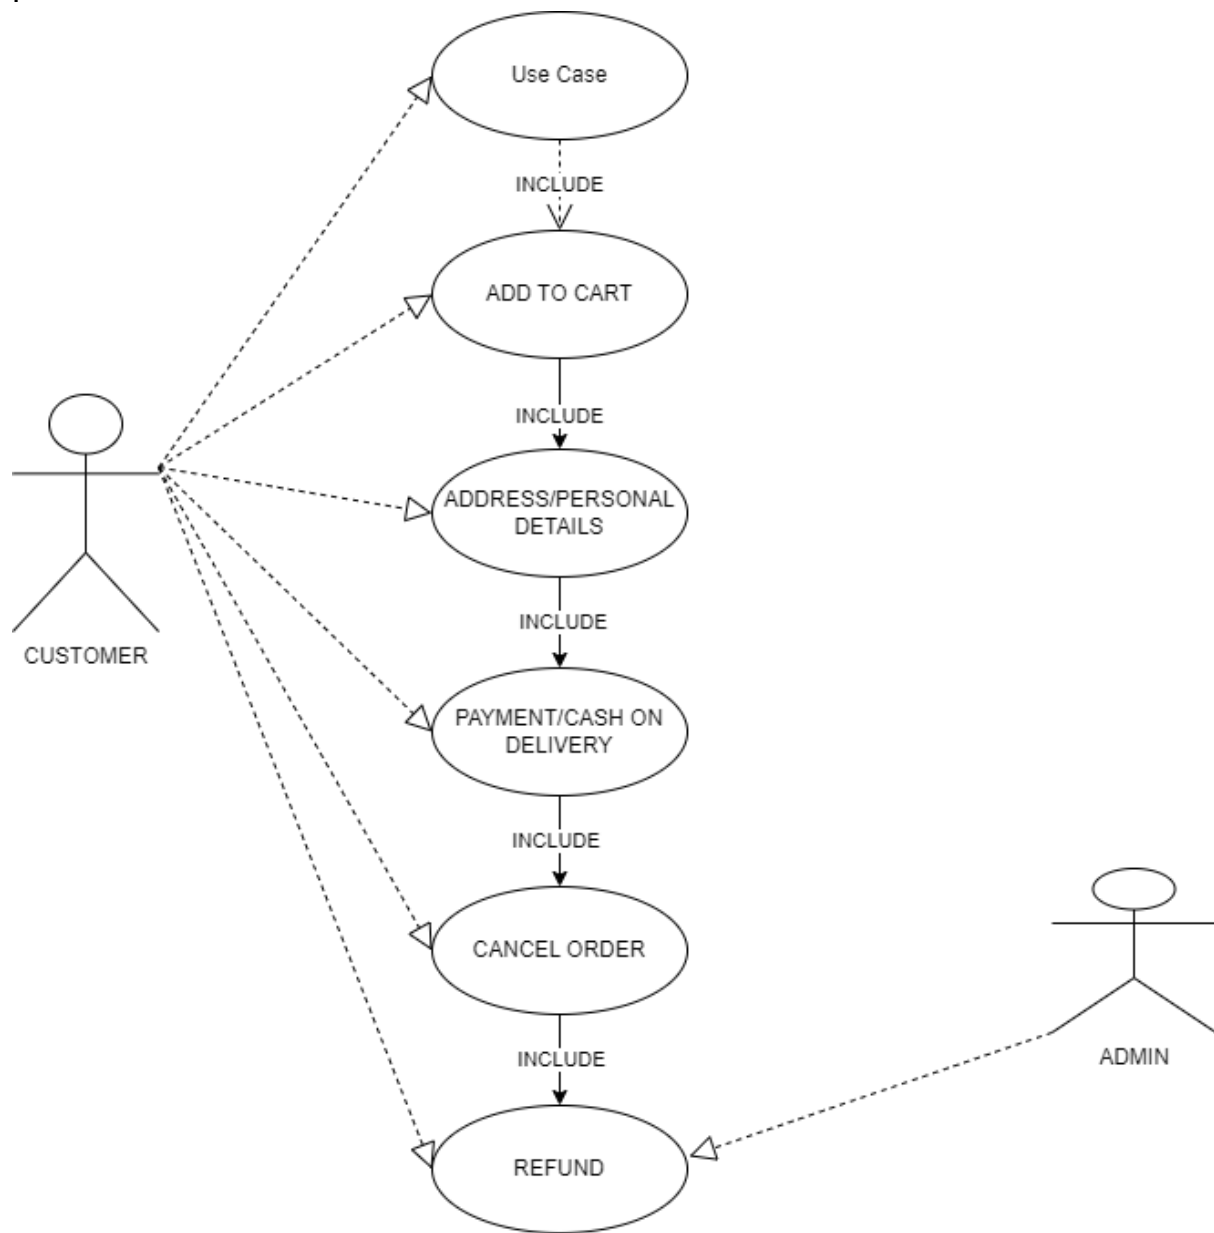 Use Case
INCLUDE
ADD TO CART
INCLUDE
ADDRESS/PERSONAL
DETAILS
CUSTOMER
INCLUDE
PAYMENT/CASH ON
DELIVERY
INCLUDE
CANCEL ORDER
INCLUDE
ADMIN
REFUND